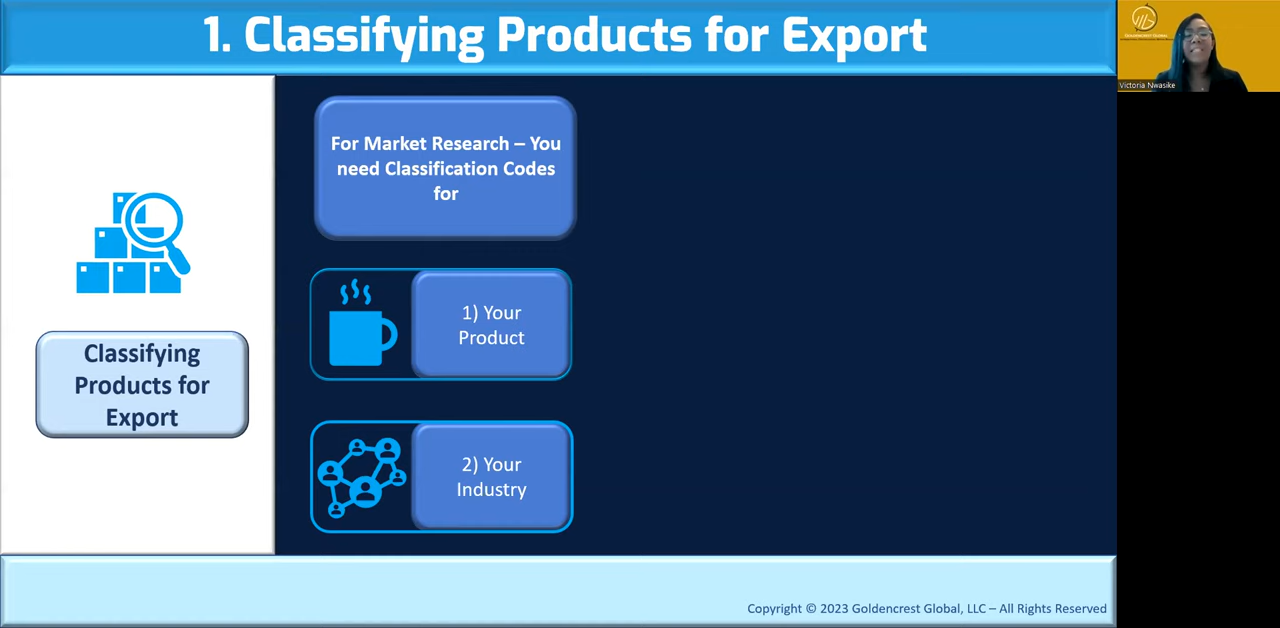 1. Classifying Products for Export
For Market Research – You
need Classification Codes
for
1) Your
Product
2) Your
Industry
Classifying
Products for
Export
Copyright © 2023 Goldencrest Global, LLC – All Rights Reserved
Victoria Nwasike